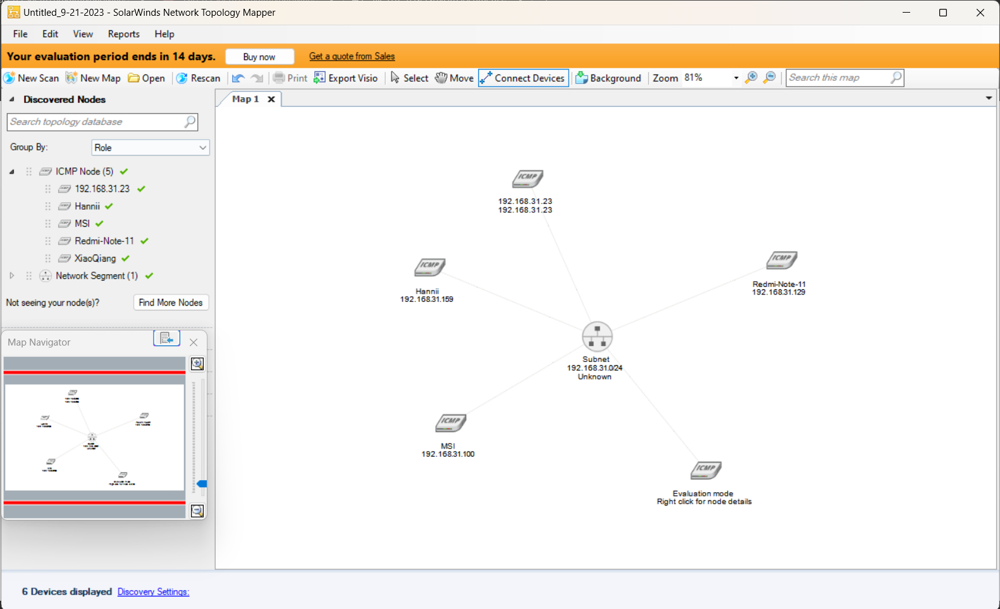 Untitled_9-21-2023 - SolarWinds Network Topology Mapper
File Edit View Reports Help
Your evaluation period ends in 14 days. Buy now Get a quote from Sales
New Scan New Map Open Rescan Print Export Visio Select Move Connect Devices Background Zoom 81% Search this map
Discovered Nodes
Search topology database
Group By: Role
ICMP Node (5)
192.168.31.23
Hannii
MSI
Redmi-Note-11
XiaoQiang
Network Segment (1)
Not seeing your node(s)? Find More Nodes
Map Navigator
Map 1
ICMP
192.168.31.23
192.168.31.23
ICMP
Hannii
192.168.31.159
ICMP
Redmi-Note-11
192.168.31.129
Subnet
192.168.31.0/24
Unknown
ICMP
MSI
192.168.31.100
ICMP
Evaluation mode
Right click for node details
6 Devices displayed Discovery Settings: